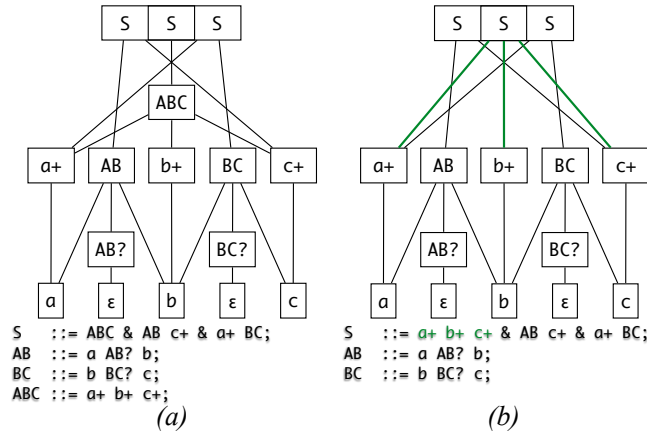 S S S
S S S
ABC
a+ AB b+ BC c+
a+ AB b+ BC c+
AB? BC?
AB? BC?
a ε b ε c
a ε b ε c
S ::= ABC & AB c+ & a+ BC;
AB ::= a AB? b;
BC ::= b BC? c;
ABC ::= a+ b+ c+;
(a)
S ::= a+ b+ c+ & AB c+ & a+ BC;
AB ::= a AB? b;
BC ::= b BC? c;
(b)